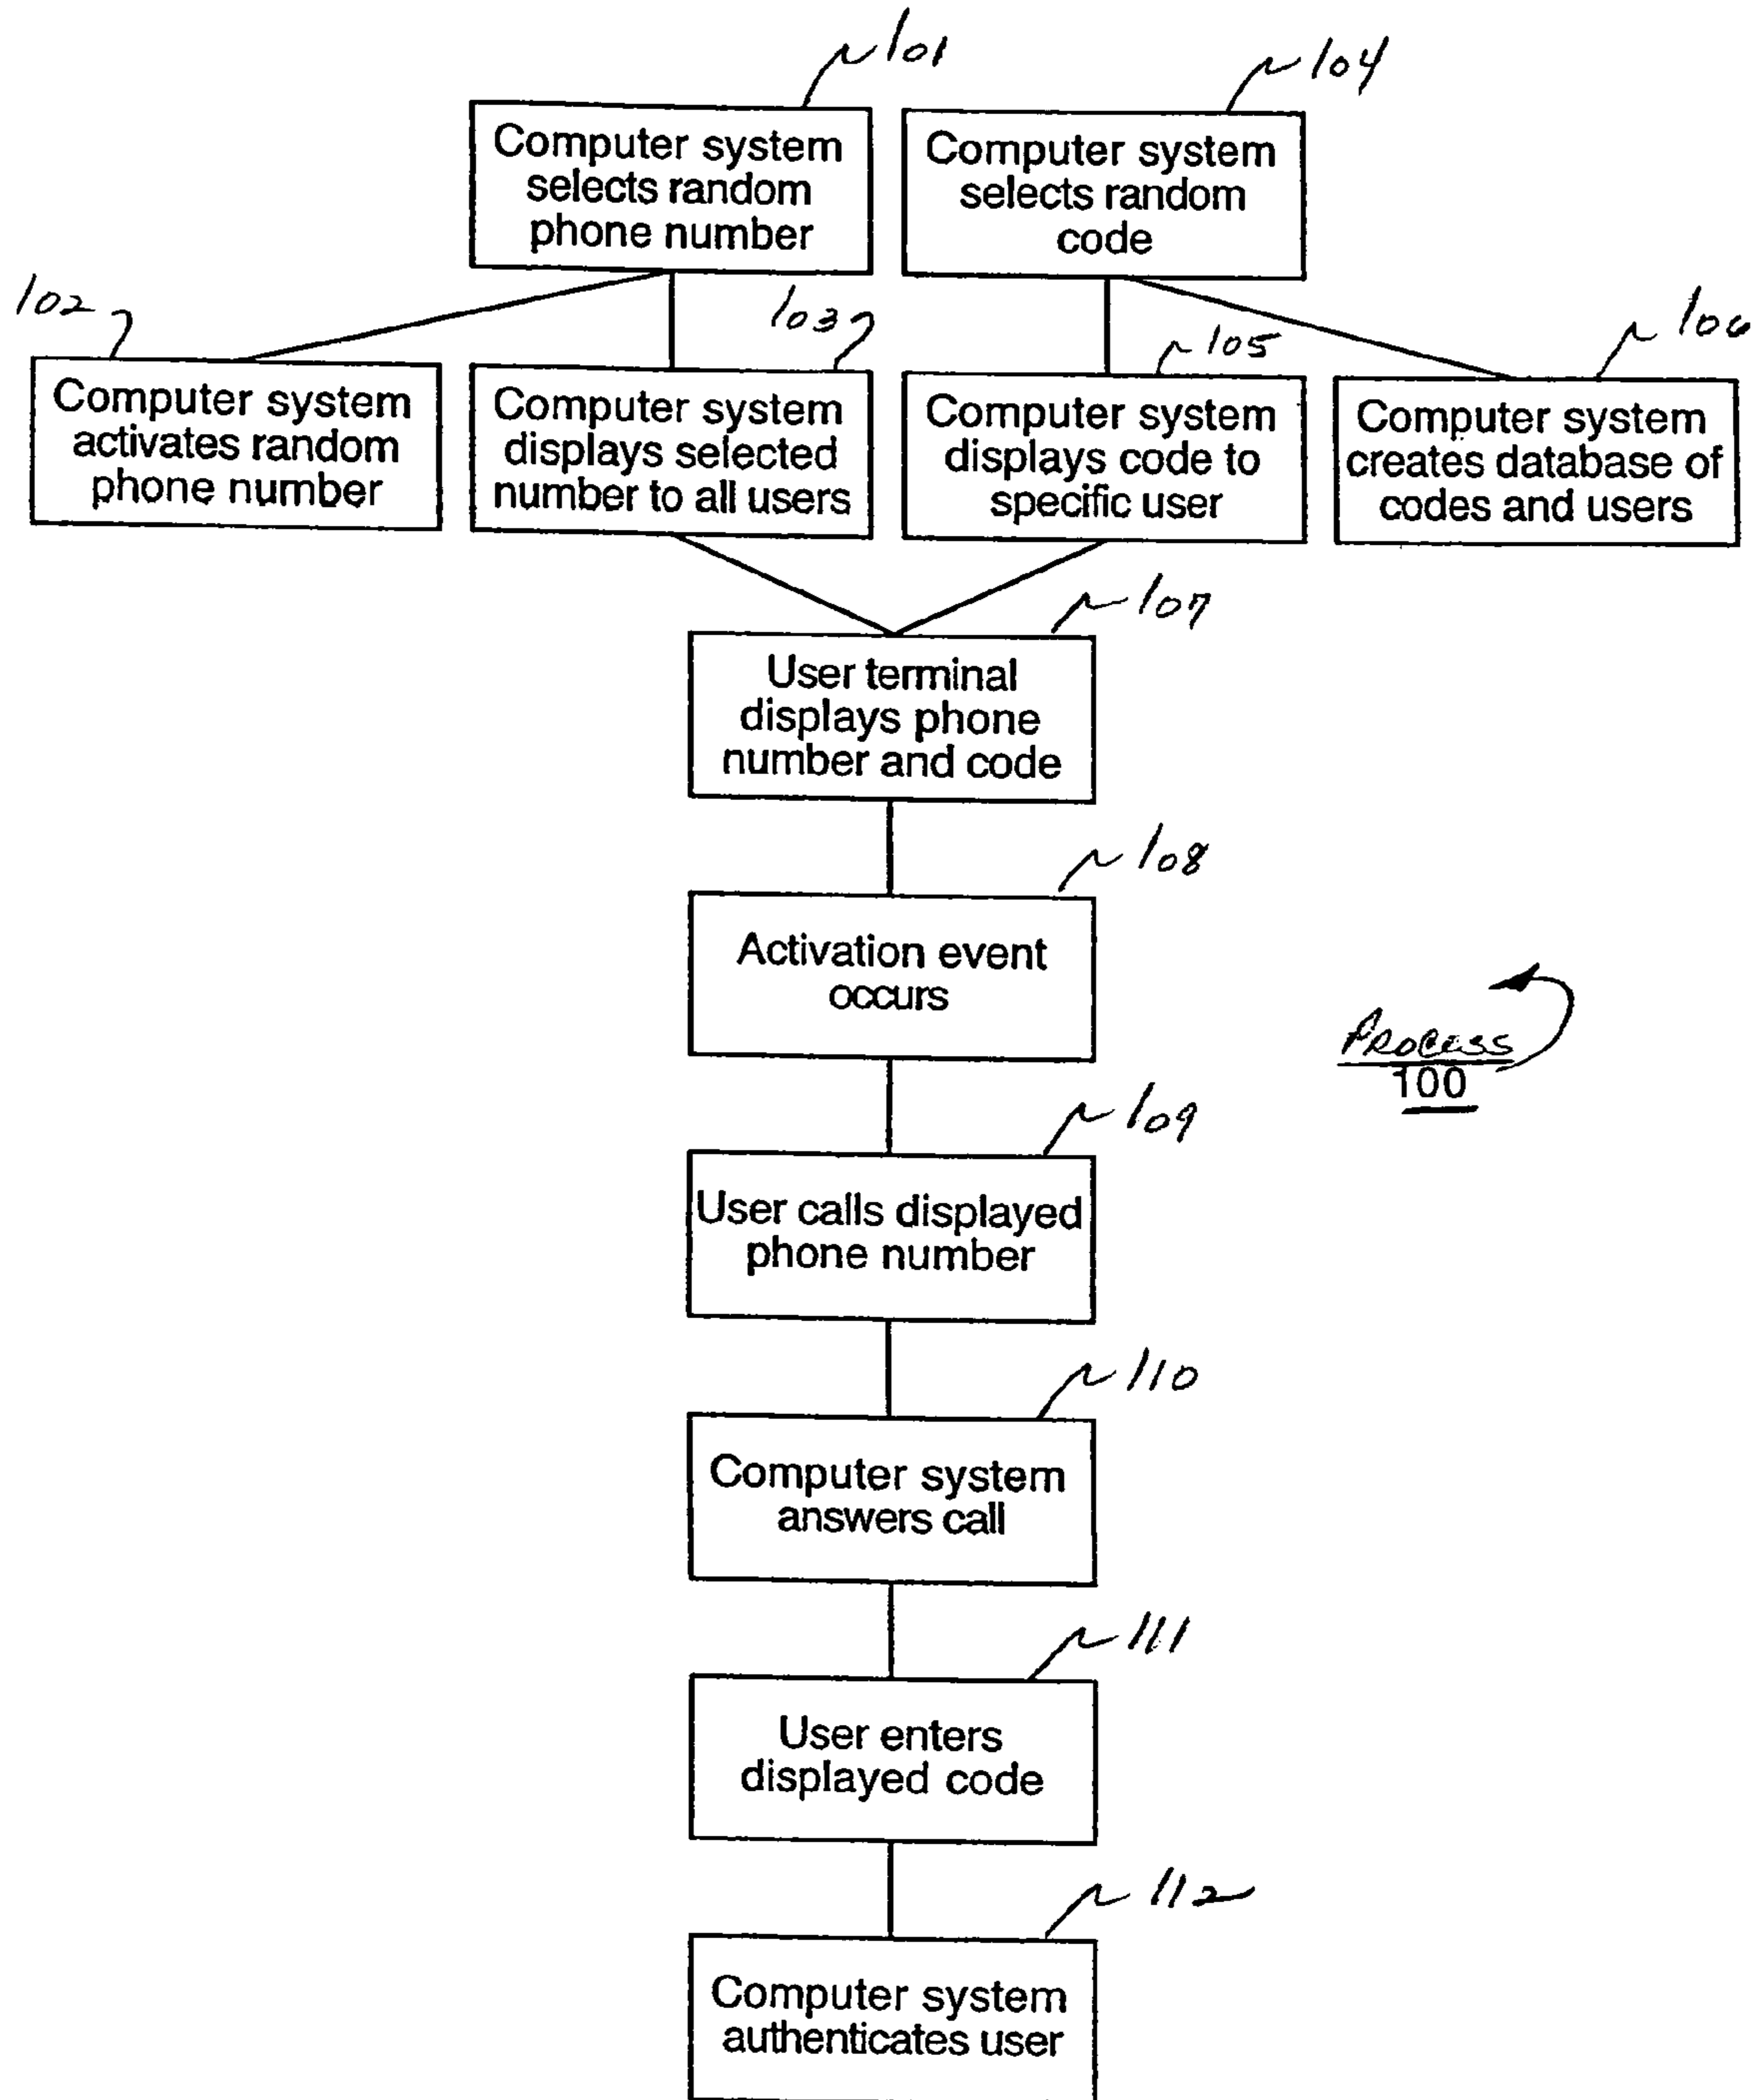 101
104
Computer system
selects random
phone number
Computer system
selects random
code
102
103
105
106
Computer system
activates random
phone number
Computer system
displays selected
number to all users
Computer system
displays code to
specific user
Computer system
creates database of
codes and users
107
User terminal
displays phone
number and code
108
Activation event
occurs
PROCESS
100
109
User calls displayed
phone number
110
Computer system
answers call
111
User enters
displayed code
112
Computer system
authenticates user